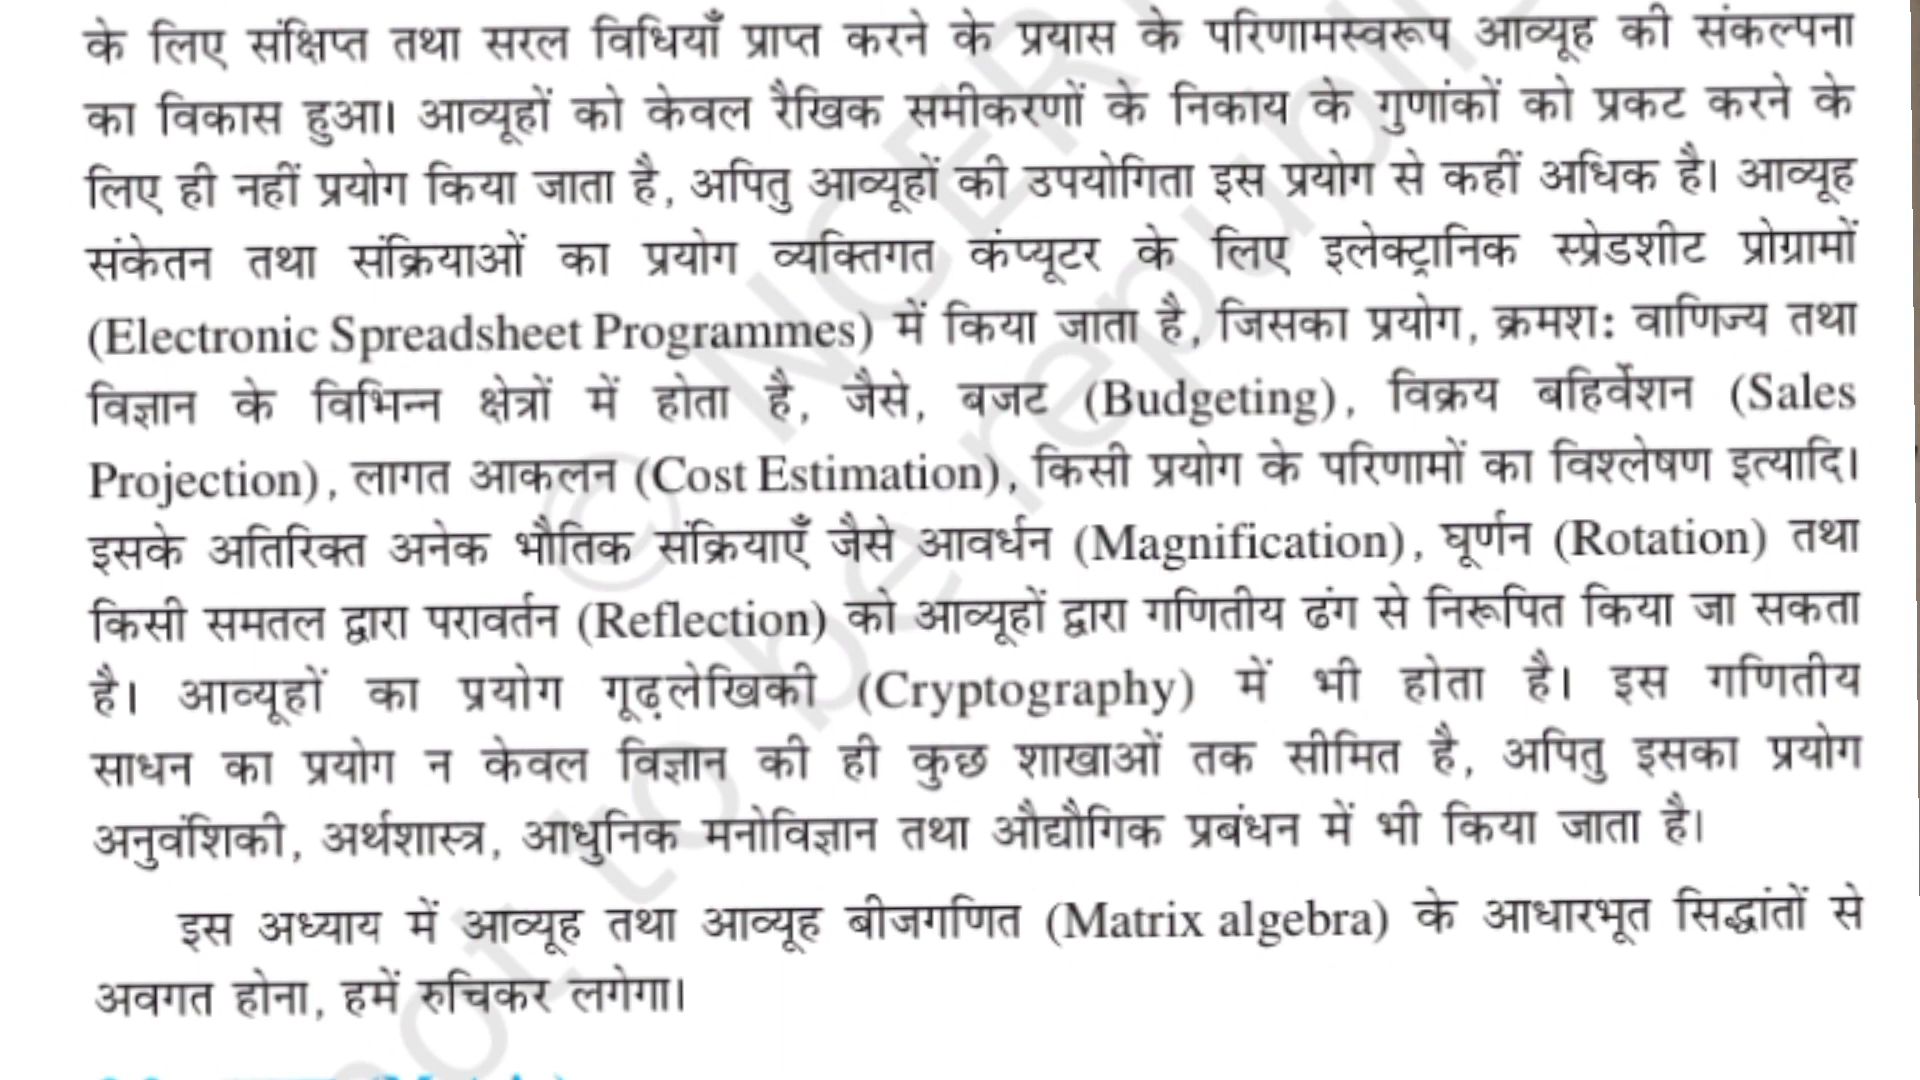 के लिए संक्षिप्त तथा सरल विधियाँ प्राप्त करने के प्रयास के परिणामस्वरूप आव्यूह की संकल्पना
का विकास हुआ। आव्यूहों को केवल रैखिक समीकरणों के निकाय के गुणांकों को प्रकट करने के
लिए ही नहीं प्रयोग किया जाता है, अपितु आव्यूहों की उपयोगिता इस प्रयोग से कहीं अधिक है। आव्यूह
संकेतन तथा संक्रियाओं का प्रयोग व्यक्तिगत कंप्यूटर के लिए इलेक्ट्रानिक स्प्रेडशीट प्रोग्रामों
(Electronic Spreadsheet Programmes) में किया जाता है, जिसका प्रयोग, क्रमश: वाणिज्य तथा
विज्ञान के विभिन्न क्षेत्रों में होता है, जैसे, बजट (Budgeting), विक्रय बहिर्वेशन (Sales
Projection), लागत आकलन (Cost Estimation), किसी प्रयोग के परिणामों का विश्लेषण इत्यादि।
इसके अतिरिक्त अनेक भौतिक संक्रियाएँ जैसे आवर्धन (Magnification), घूर्णन (Rotation) तथा
किसी समतल द्वारा परावर्तन (Reflection) को आव्यूहों द्वारा गणितीय ढंग से निरूपित किया जा सकता
है। आव्यूहों का प्रयोग गूढ़लेखिकी (Cryptography) में भी होता है। इस गणितीय
साधन का प्रयोग न केवल विज्ञान की ही कुछ शाखाओं तक सीमित है, अपितु इसका प्रयोग
अनुवंशिकी, अर्थशास्त्र, आधुनिक मनोविज्ञान तथा औद्यौगिक प्रबंधन में भी किया जाता है।
इस अध्याय में आव्यूह तथा आव्यूह बीजगणित (Matrix algebra) के आधारभूत सिद्धांतों से
अवगत होना, हमें रुचिकर लगेगा।